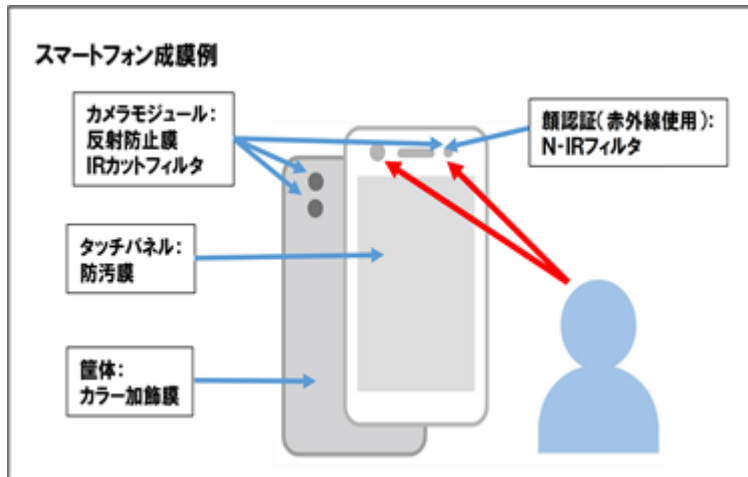 スマートフォン成膜例
カメラモジュール：
反射防止膜
IRカットフィルタ
顔認証（赤外線使用）：
N-IRフィルタ
タッチパネル：
防汚膜
筐体：
カラー加飾膜